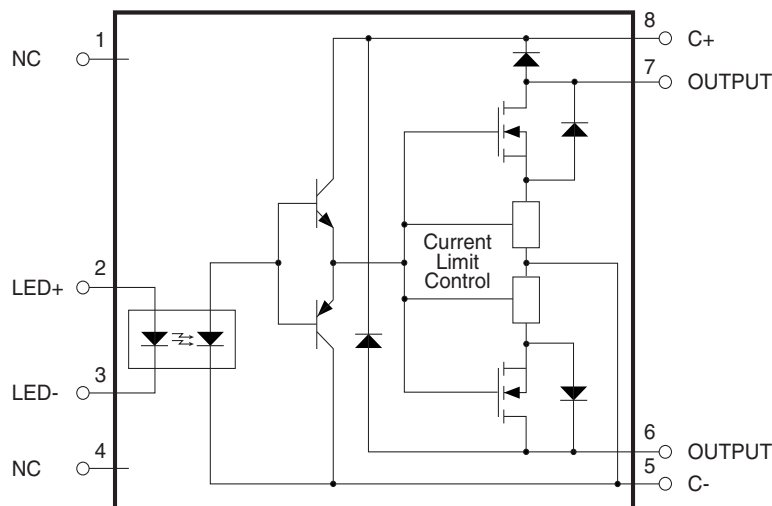 8
C+
1
NC
7
OUTPUT
Current
Limit
Control
2
LED+
3
LED-
6
OUTPUT
4
NC
5
C-